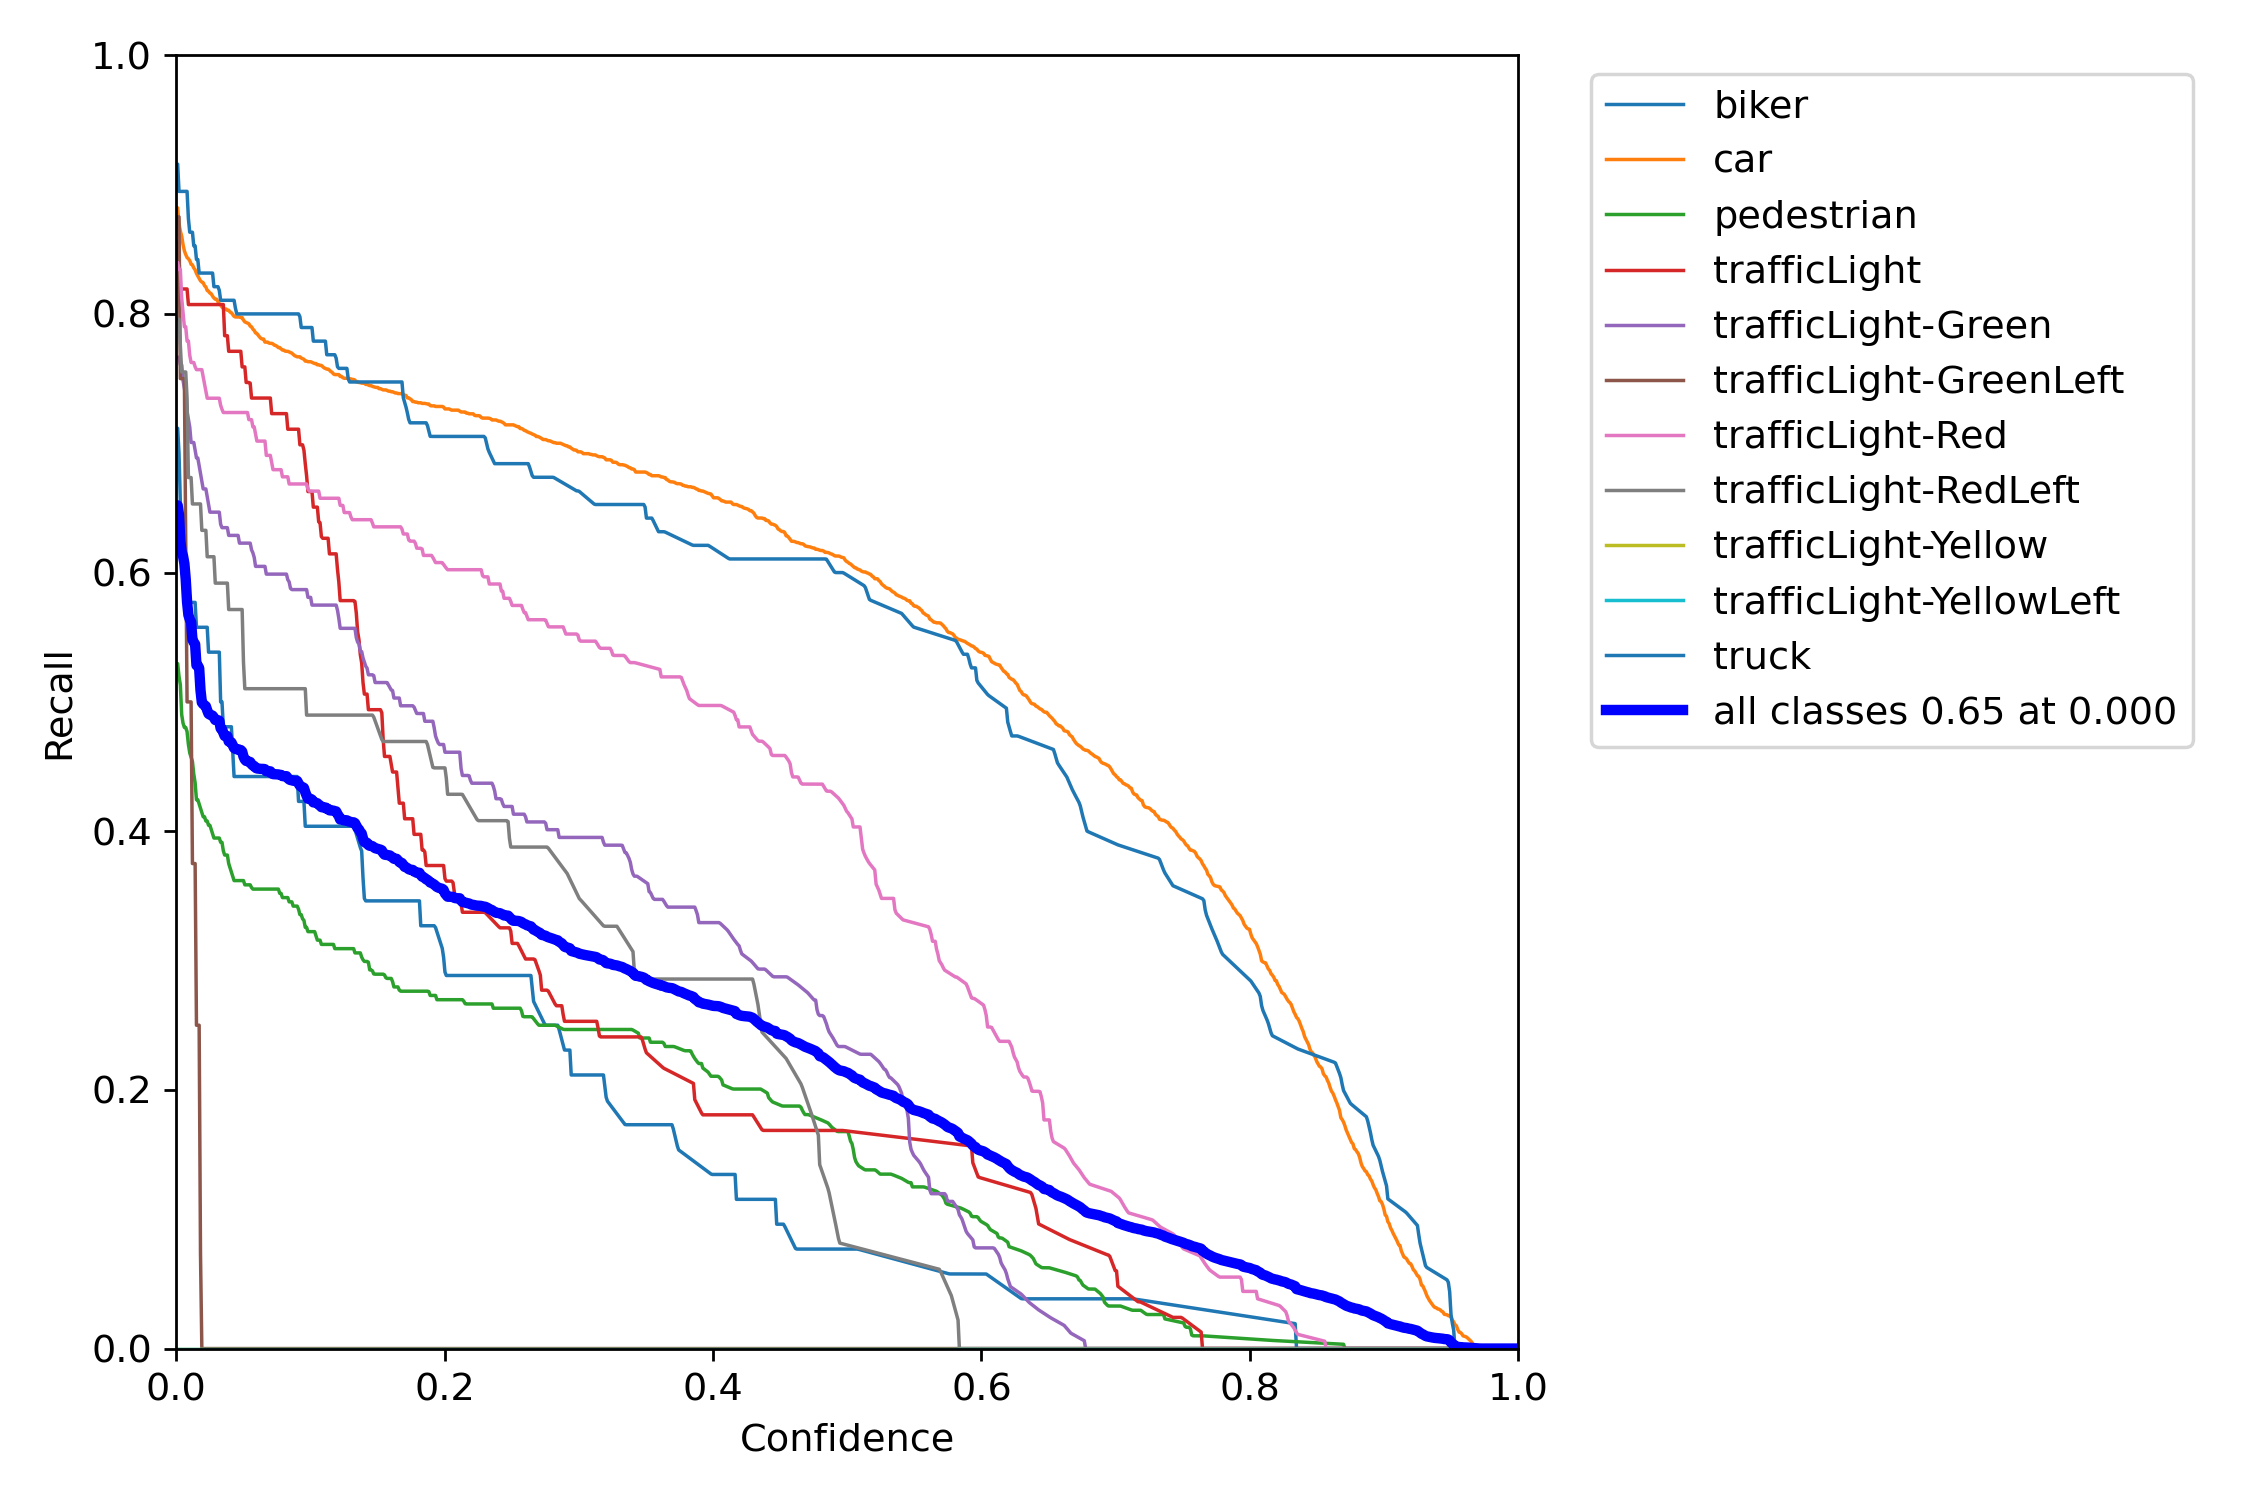 1.0
0.8
0.6
0.4
0.2
0.0
0.0 0.2 0.4 0.6 0.8 1.0
Recall
Confidence
biker
car
pedestrian
trafficLight
trafficLight-Green
trafficLight-GreenLeft
trafficLight-Red
trafficLight-RedLeft
trafficLight-Yellow
trafficLight-YellowLeft
truck
all classes 0.65 at 0.000